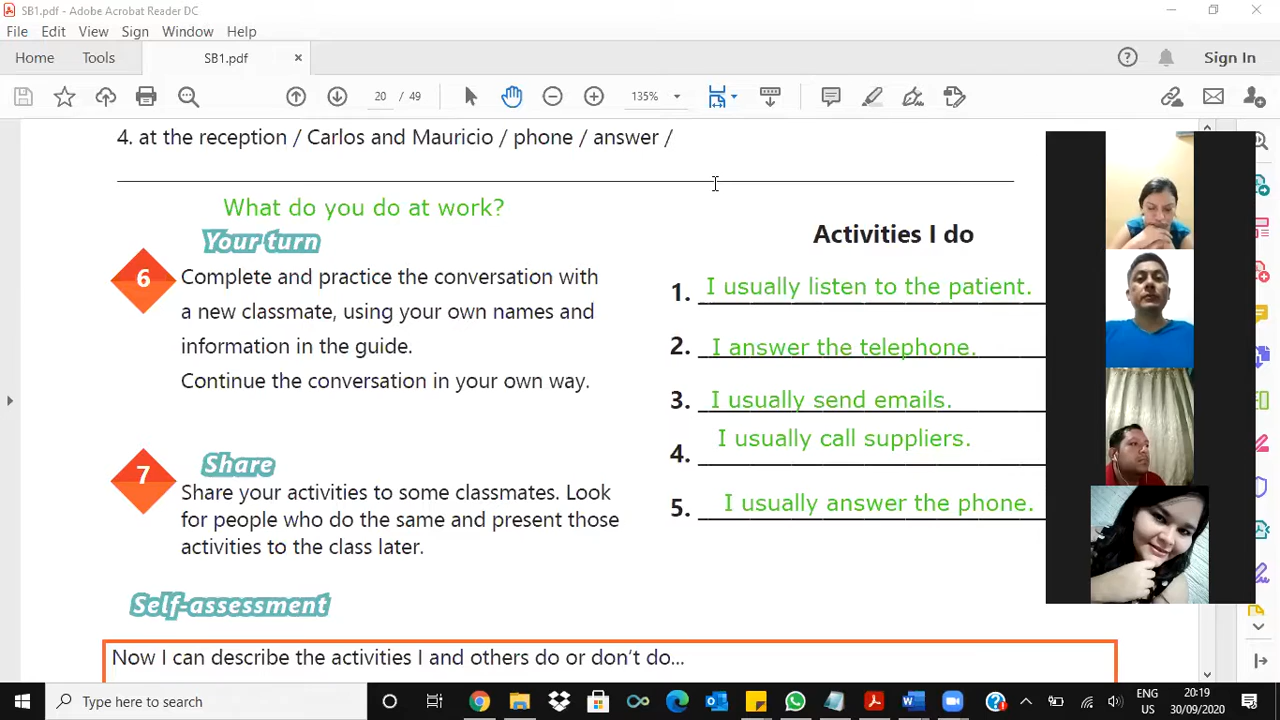 SB1.pdf - Adobe Acrobat Reader DC
File Edit View Sign Window Help
Home Tools SB1.pdf × Sign In
20 / 49 135%
4. at the reception / Carlos and Mauricio / phone / answer /
What do you do at work?
Your turn
6
Complete and practice the conversation with
a new classmate, using your own names and
information in the guide.
Continue the conversation in your own way.
Activities I do
1. I usually listen to the patient.
2. I answer the telephone.
3. I usually send emails.
4. I usually call suppliers.
5. I usually answer the phone.
7
Share
Share your activities to some classmates. Look
for people who do the same and present those
activities to the class later.
Self-assessment
Now I can describe the activities I and others do or don't do...
Type here to search
ENG
US
20:19
30/09/2020